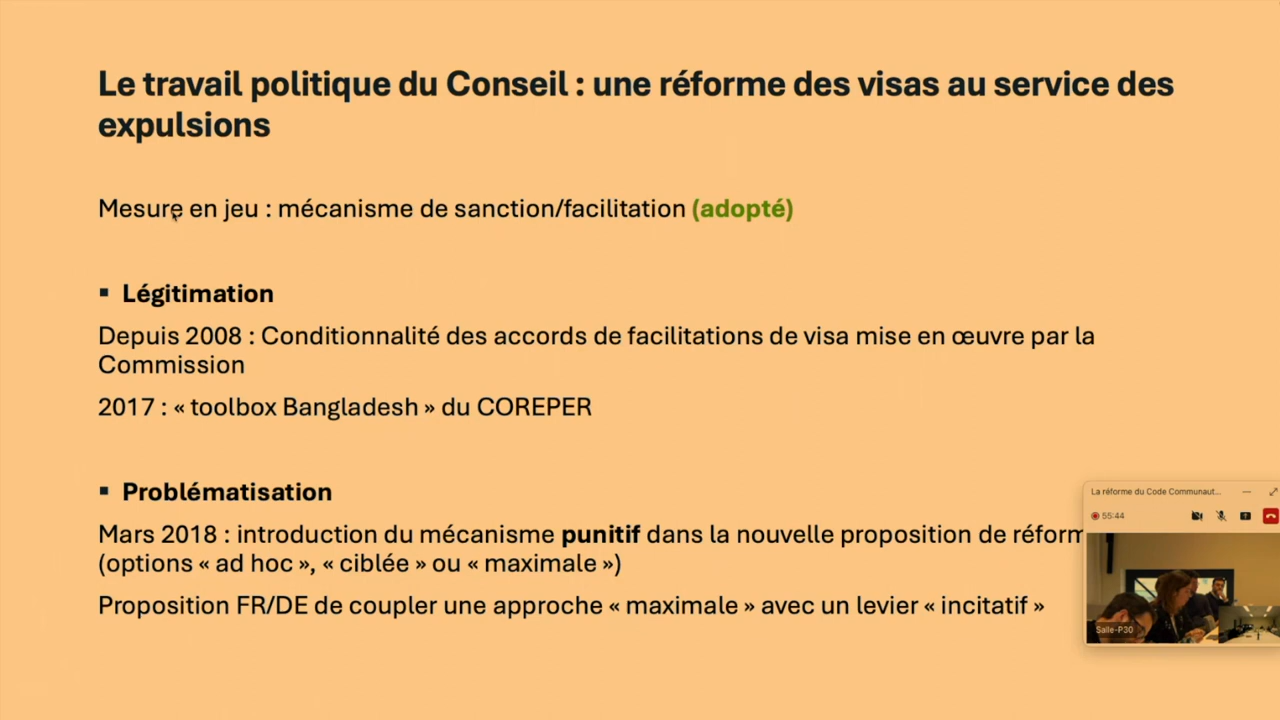 Le travail politique du Conseil : une réforme des visas au service des
expulsions
Mesure en jeu : mécanisme de sanction/facilitation (adopté)
▪ Légitimation
Depuis 2008 : Conditionnalité des accords de facilitations de visa mise en œuvre par la
Commission
2017 : « toolbox Bangladesh » du COREPER
▪ Problématisation
Mars 2018 : introduction du mécanisme punitif dans la nouvelle proposition de réform
(options « ad hoc », « ciblée » ou « maximale »)
Proposition FR/DE de coupler une approche « maximale » avec un levier « incitatif »
La réforme du Code Communaut...
55:44
Salle-P30